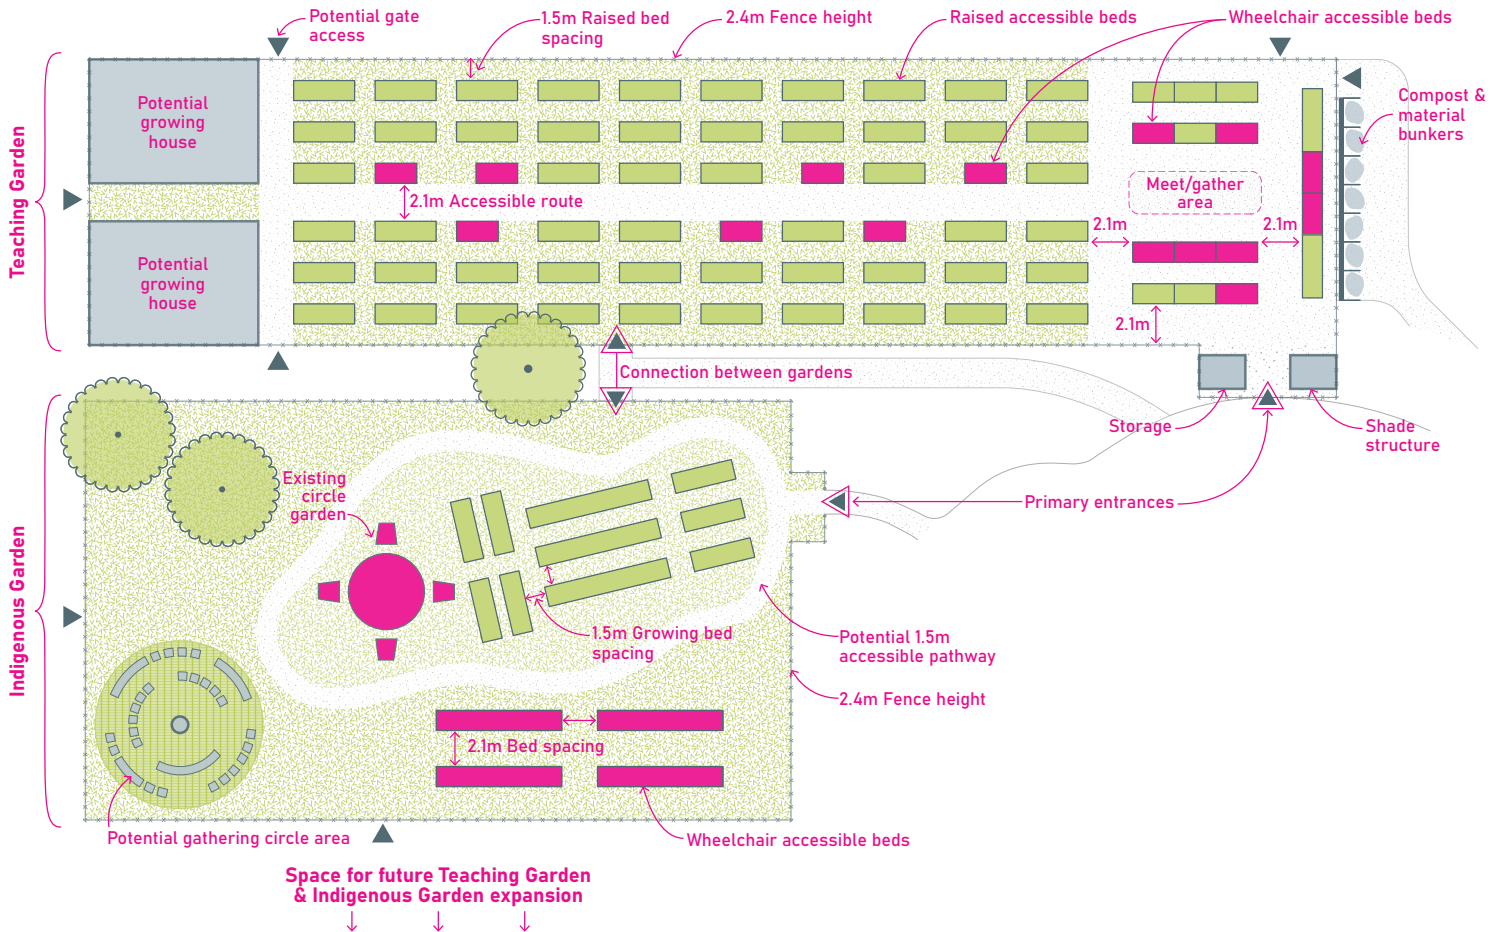 Potential gate
access
1.5m Raised bed
spacing
2.4m Fence height
Raised accessible beds
Wheelchair accessible beds
Teaching Garden
Potential
growing
house
Compost &
material
bunkers
Meet/gather
area
2.1m Accessible route
2.1m
2.1m
Potential
growing
house
2.1m
Connection between gardens
Storage
Shade
structure
Primary entrances
Indigenous Garden
Existing
circle
garden
1.5m Growing bed
spacing
Potential 1.5m
accessible pathway
2.4m Fence height
2.1m Bed spacing
Potential gathering circle area
Wheelchair accessible beds
Space for future Teaching Garden
& Indigenous Garden expansion